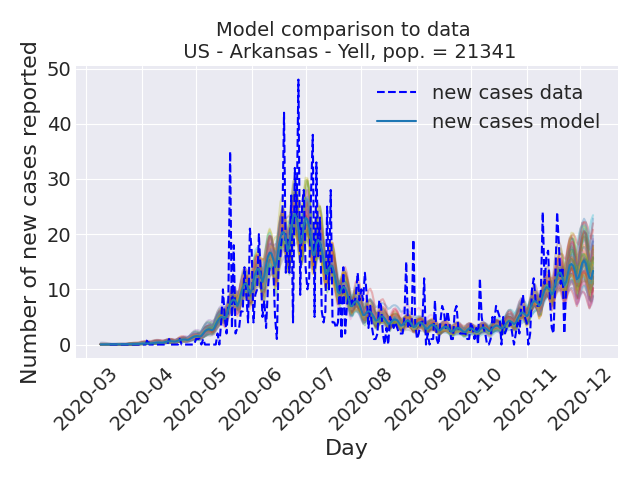 Model comparison to data
US - Arkansas - Yell, pop. = 21341
new cases data
new cases model
Number of new cases reported
50
40
30
20
10
0
2020-03
2020-04
2020-05
2020-06
2020-07
2020-08
2020-09
2020-10
2020-11
2020-12
Day